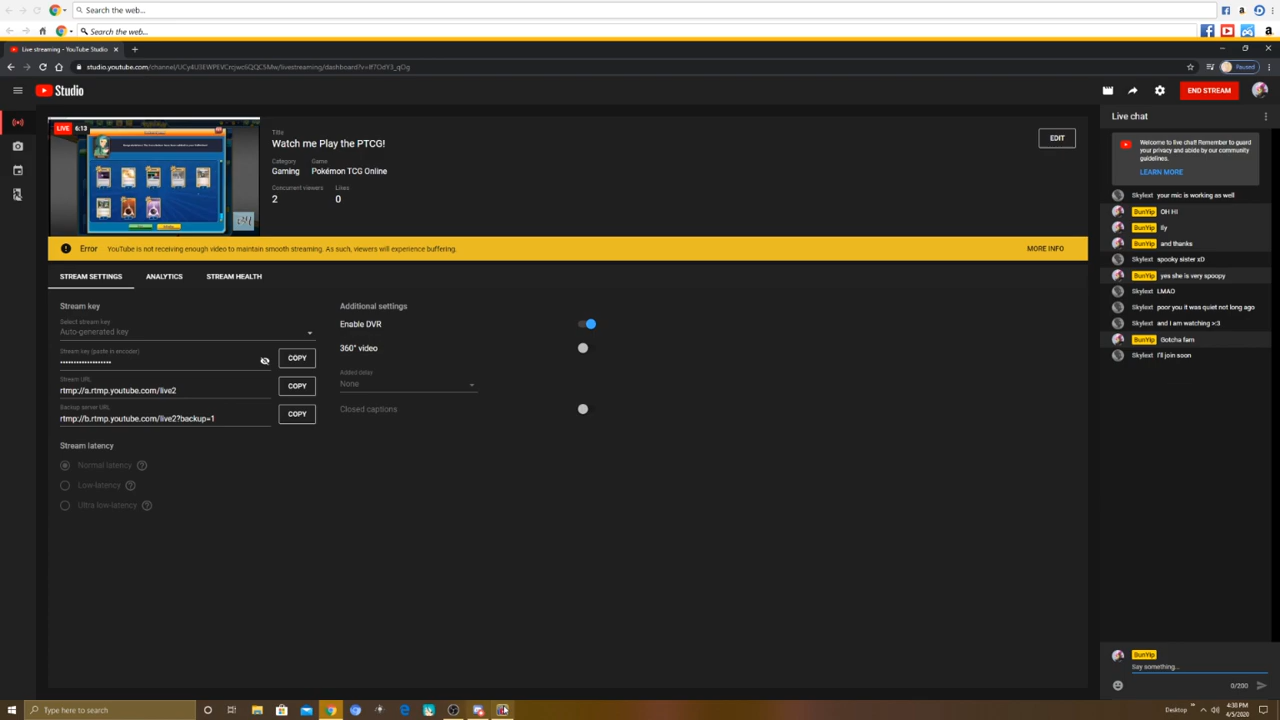 Search the web...
Search the web...
Live streaming - YouTube Studio
studio.youtube.com/channel/UCy4U3EWPEVCrojwc6QQCSMw/livestreaming/dashboard?v=If7OdY3_qOg
Paused
Studio
END STREAM
LIVE 6:13
Title
Watch me Play the PTCG!
Category Game
Gaming Pokémon TCG Online
Concurrent viewers Likes
2 0
EDIT
Error YouTube is not receiving enough video to maintain smooth streaming. As such, viewers will experience buffering.
MORE INFO
STREAM SETTINGS ANALYTICS STREAM HEALTH
Stream key
Select stream key
Auto-generated key
Stream key (paste in encoder)
•••••••••••••••••••
COPY
Stream URL
rtmp://a.rtmp.youtube.com/live2
COPY
Backup server URL
rtmp://b.rtmp.youtube.com/live2?backup=1
COPY
Stream latency
Normal latency
Low-latency
Ultra low-latency
Additional settings
Enable DVR
360° video
Added delay
None
Closed captions
Live chat
Welcome to live chat! Remember to guard
your privacy and abide by our community
guidelines.
LEARN MORE
Skylext your mic is working as well
BunYip OH HI
BunYip Ily
BunYip and thanks
Skylext spooky sister xD
BunYip yes she is very spoopy
Skylext LMAO
Skylext poor you it was quiet not long ago
Skylext and I am watching >:3
BunYip Gotcha fam
Skylext I'll join soon
BunYip
Say something...
0/200
Type here to search
Desktop
4:38 PM
4/5/2020